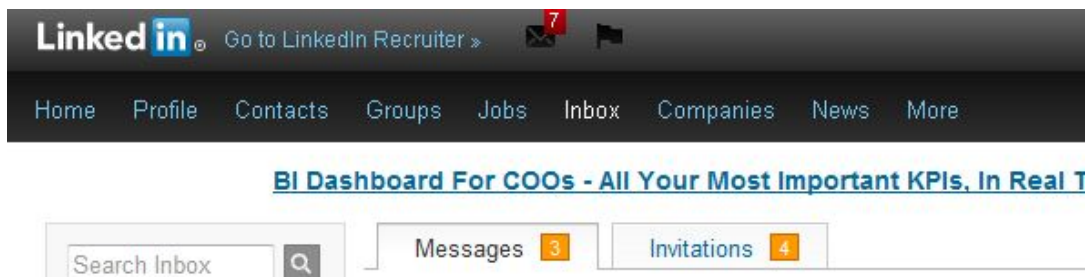 Linked in ® Go to LinkedIn Recruiter » 7
Home Profile Contacts Groups Jobs Inbox Companies News More
BI Dashboard For COOs - All Your Most Important KPIs, In Real T
Search Inbox Messages 3 Invitations 4